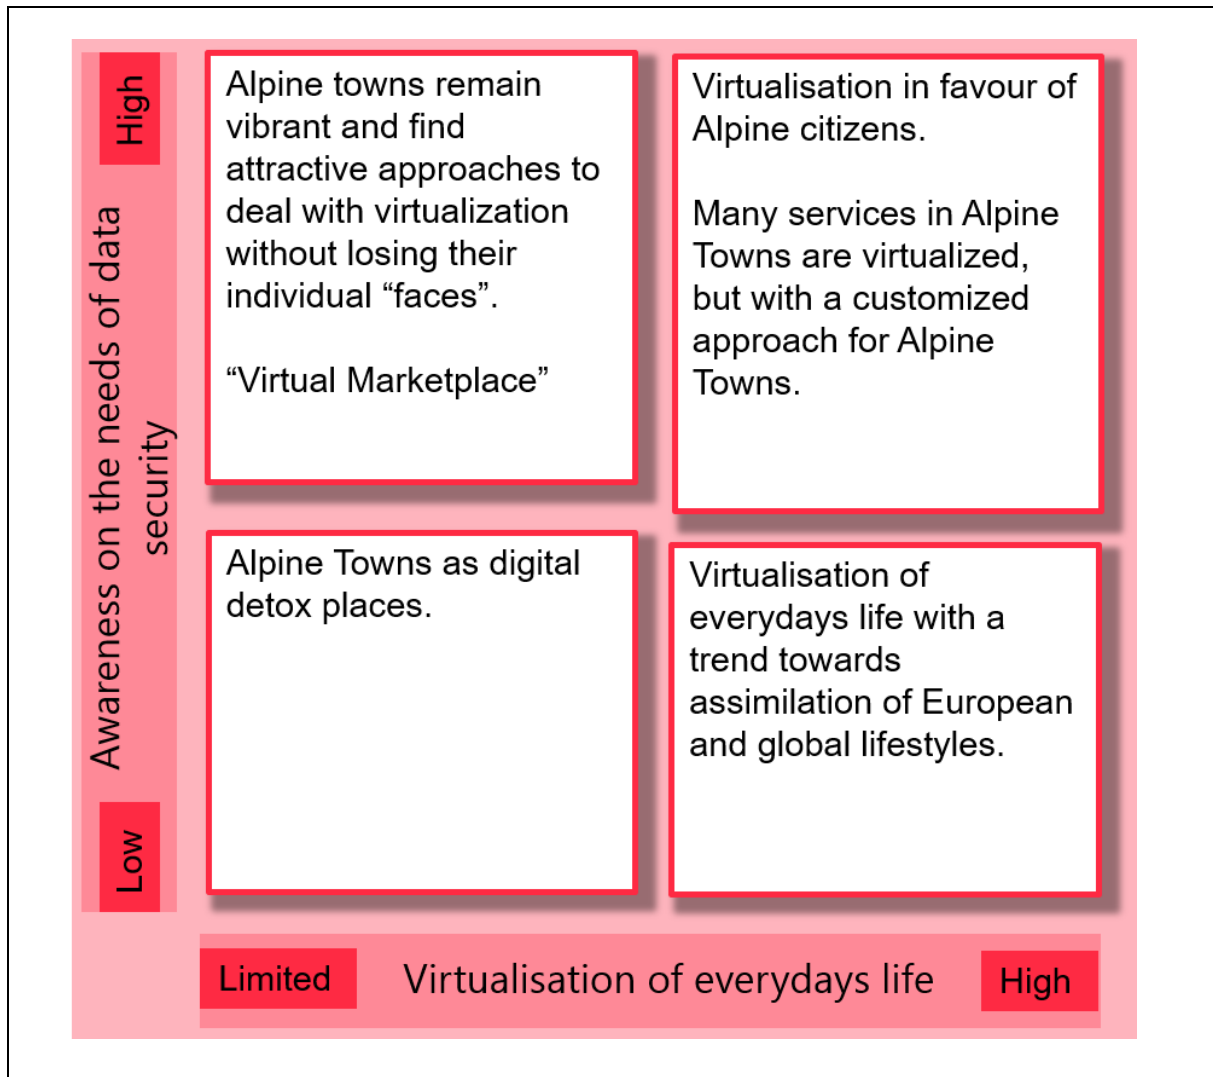 High
Awareness on the needs of data
security
Low
Alpine towns remain
vibrant and find
attractive approaches to
deal with virtualization
without losing their
individual “faces”.
“Virtual Marketplace”
Virtualisation in favour of
Alpine citizens.
Many services in Alpine
Towns are virtualized,
but with a customized
approach for Alpine
Towns.
Alpine Towns as digital
detox places.
Virtualisation of
everydays life with a
trend towards
assimilation of European
and global lifestyles.
Limited
Virtualisation of everydays life
High